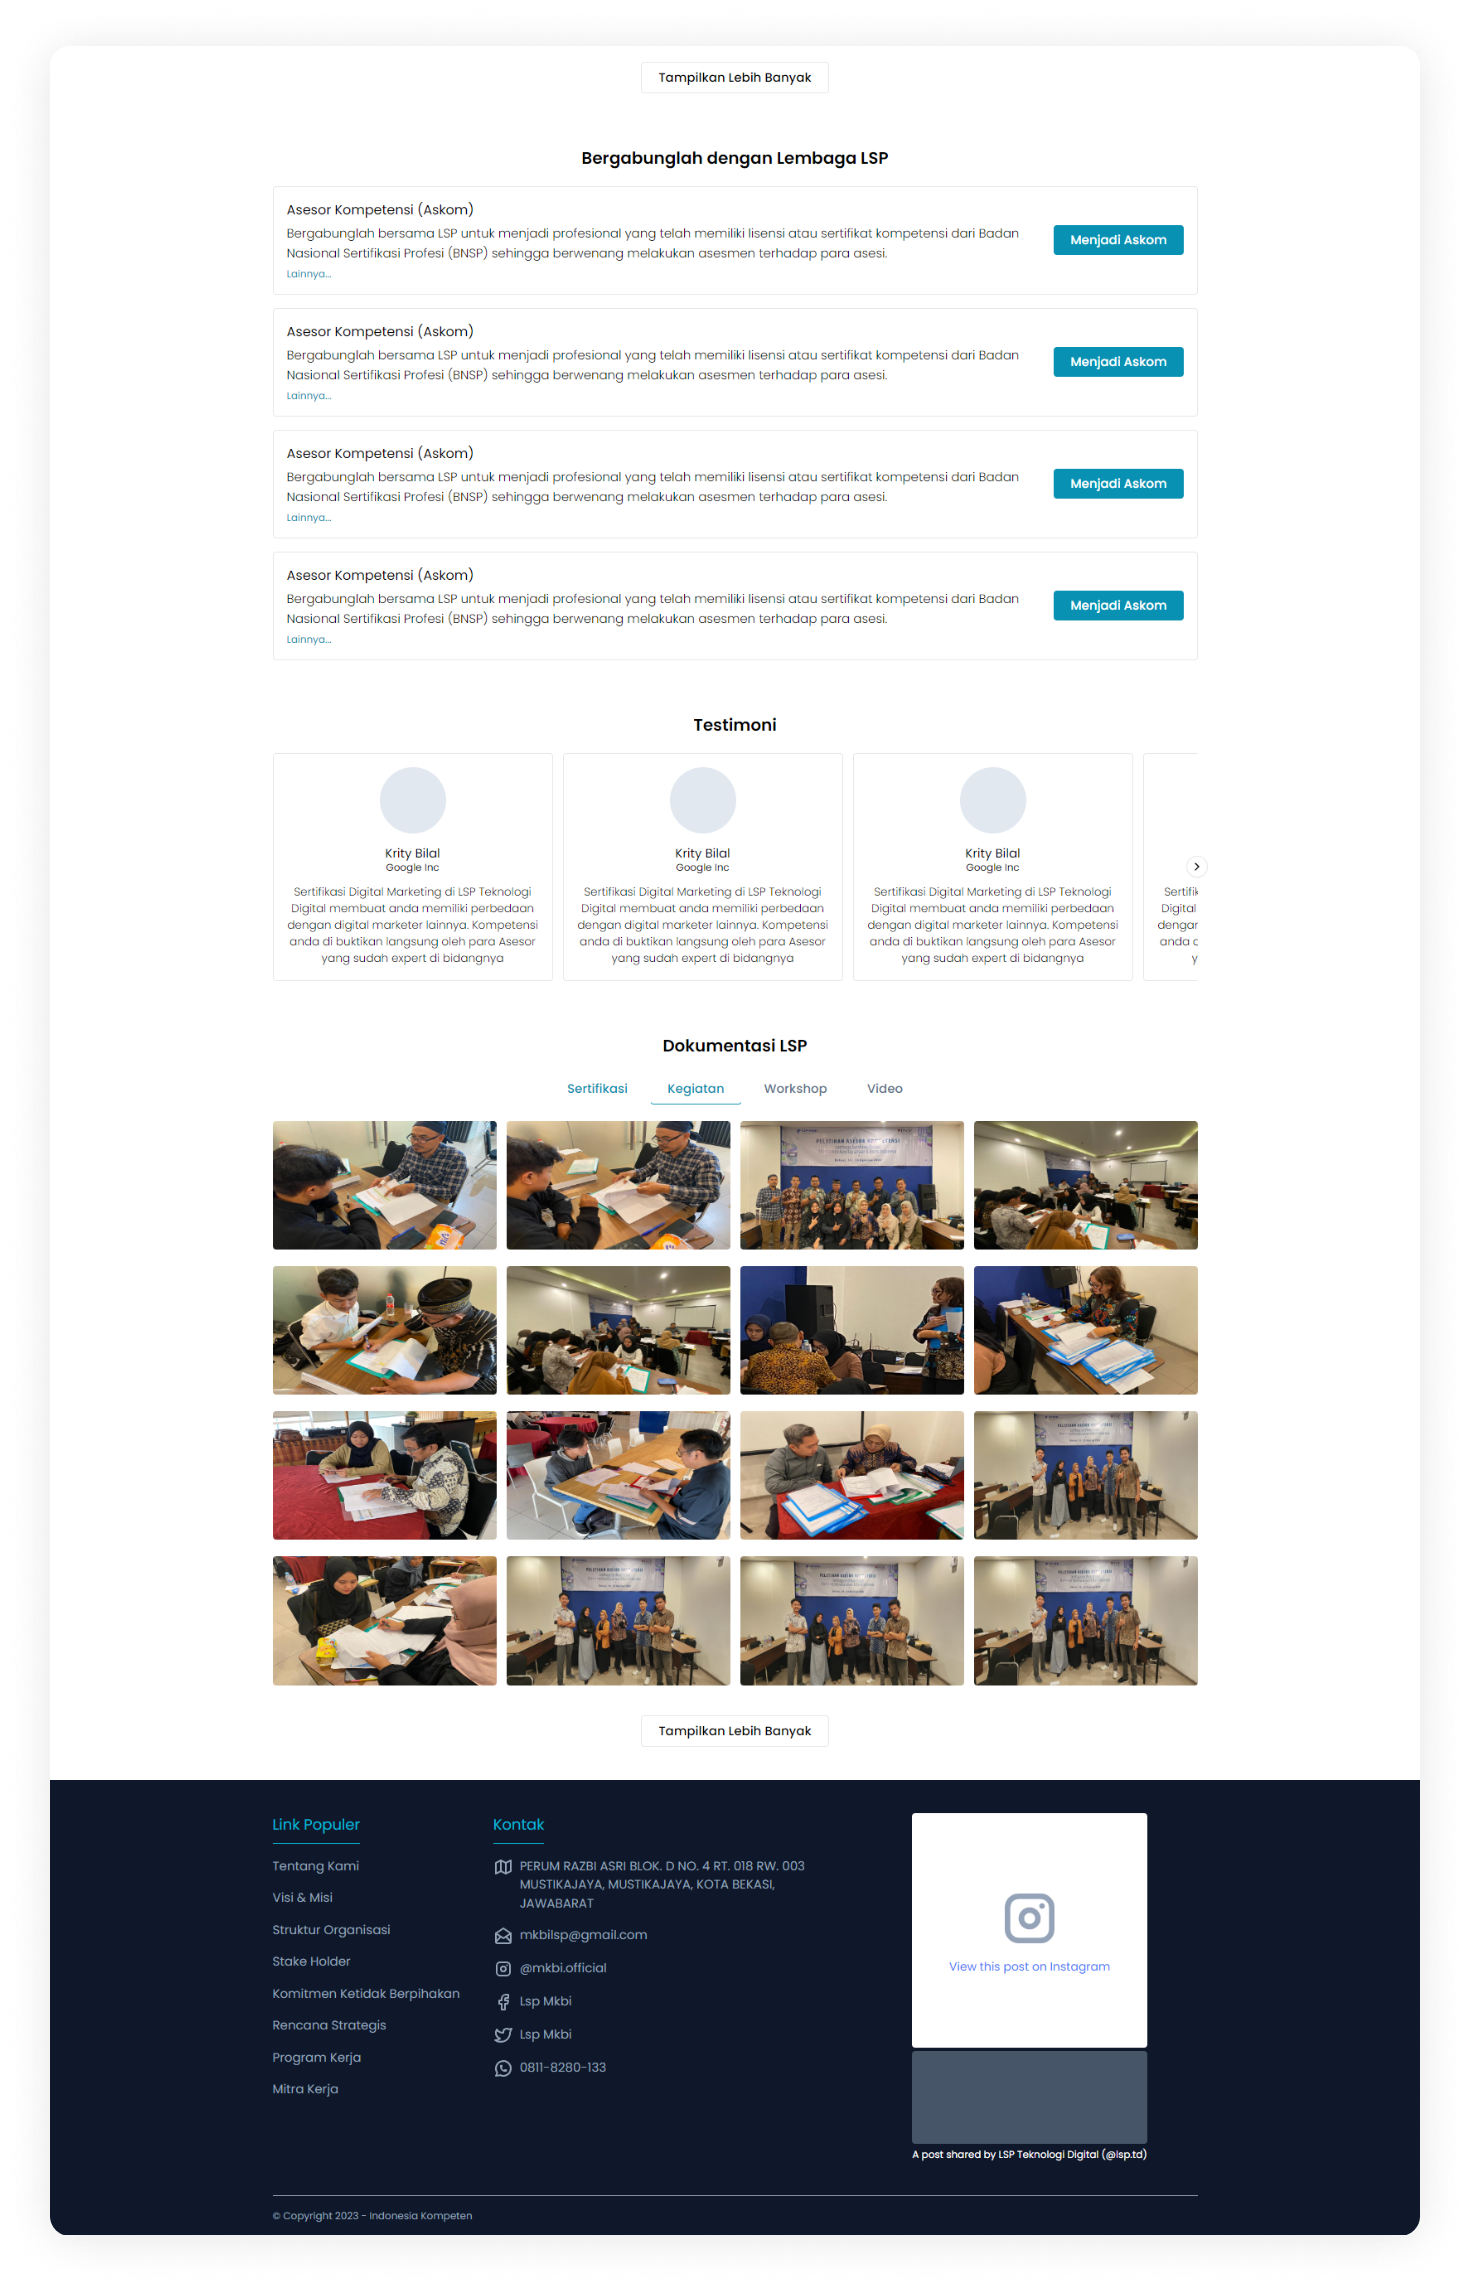 Tampilkan Lebih Banyak
Bergabunglah dengan Lembaga LSP
Asesor Kompetensi (Askom)
Bergabunglah bersama LSP untuk menjadi profesional yang telah memiliki lisensi atau sertifikat kompetensi dari Badan
Nasional Sertifikasi Profesi (BNSP) sehingga berwenang melakukan asesmen terhadap para asesi.
Lainnya...
Menjadi Askom
Asesor Kompetensi (Askom)
Bergabunglah bersama LSP untuk menjadi profesional yang telah memiliki lisensi atau sertifikat kompetensi dari Badan
Nasional Sertifikasi Profesi (BNSP) sehingga berwenang melakukan asesmen terhadap para asesi.
Lainnya...
Menjadi Askom
Asesor Kompetensi (Askom)
Bergabunglah bersama LSP untuk menjadi profesional yang telah memiliki lisensi atau sertifikat kompetensi dari Badan
Nasional Sertifikasi Profesi (BNSP) sehingga berwenang melakukan asesmen terhadap para asesi.
Lainnya...
Menjadi Askom
Asesor Kompetensi (Askom)
Bergabunglah bersama LSP untuk menjadi profesional yang telah memiliki lisensi atau sertifikat kompetensi dari Badan
Nasional Sertifikasi Profesi (BNSP) sehingga berwenang melakukan asesmen terhadap para asesi.
Lainnya...
Menjadi Askom
Testimoni
Krity Bilal
Google Inc
Sertifikasi Digital Marketing di LSP Teknologi
Digital membuat anda memiliki perbedaan
dengan digital marketer lainnya. Kompetensi
anda di buktikan langsung oleh para Asesor
yang sudah expert di bidangnya
Krity Bilal
Google Inc
Sertifikasi Digital Marketing di LSP Teknologi
Digital membuat anda memiliki perbedaan
dengan digital marketer lainnya. Kompetensi
anda di buktikan langsung oleh para Asesor
yang sudah expert di bidangnya
Krity Bilal
Google Inc
Sertifikasi Digital Marketing di LSP Teknologi
Digital membuat anda memiliki perbedaan
dengan digital marketer lainnya. Kompetensi
anda di buktikan langsung oleh para Asesor
yang sudah expert di bidangnya
Sertifik
Digital
dengar
anda c
y
Dokumentasi LSP
Sertifikasi
Kegiatan
Workshop
Video
PELATIHAN ASESOR KOMPETENSI
Tampilkan Lebih Banyak
Link Populer
Tentang Kami
Visi & Misi
Struktur Organisasi
Stake Holder
Komitmen Ketidak Berpihakan
Rencana Strategis
Program Kerja
Mitra Kerja
Kontak
PERUM RAZBI ASRI BLOK. D NO. 4 RT. 018 RW. 003
MUSTIKAJAYA, MUSTIKAJAYA, KOTA BEKASI,
JAWABARAT
mkbilsp@gmail.com
@mkbi.official
Lsp Mkbi
Lsp Mkbi
0811-8280-133
View this post on Instagram
A post shared by LSP Teknologi Digital (@lsp.td)
© Copyright 2023 - Indonesia Kompeten